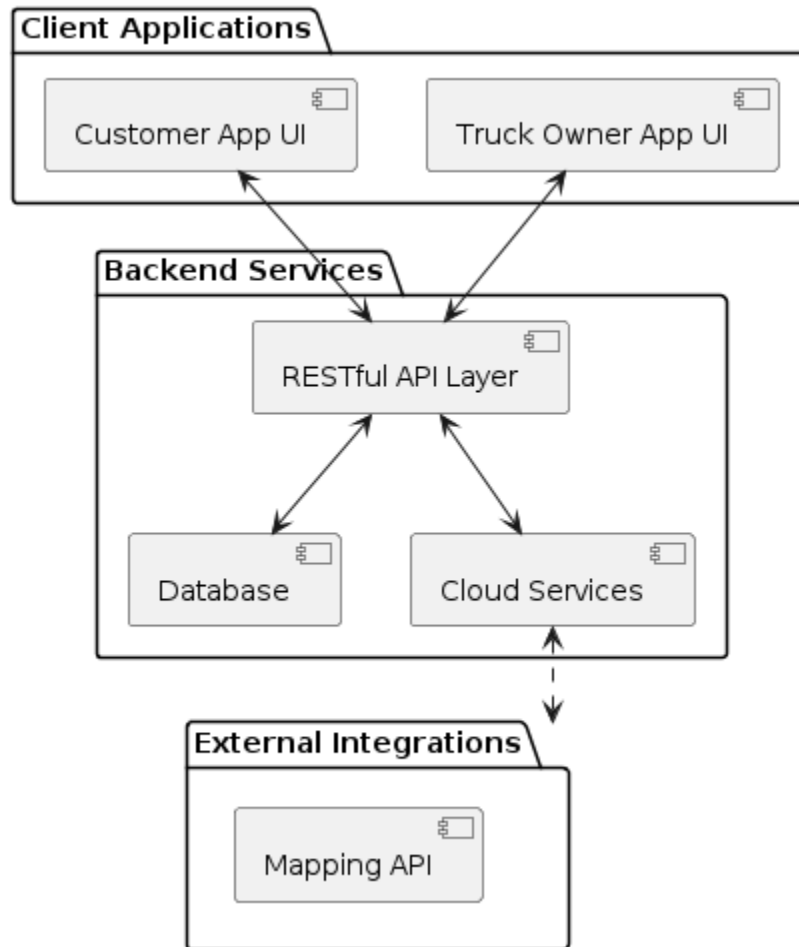 Client Applications
Customer App UI
Truck Owner App UI
Backend Services
RESTful API Layer
Database
Cloud Services
External Integrations
Mapping API